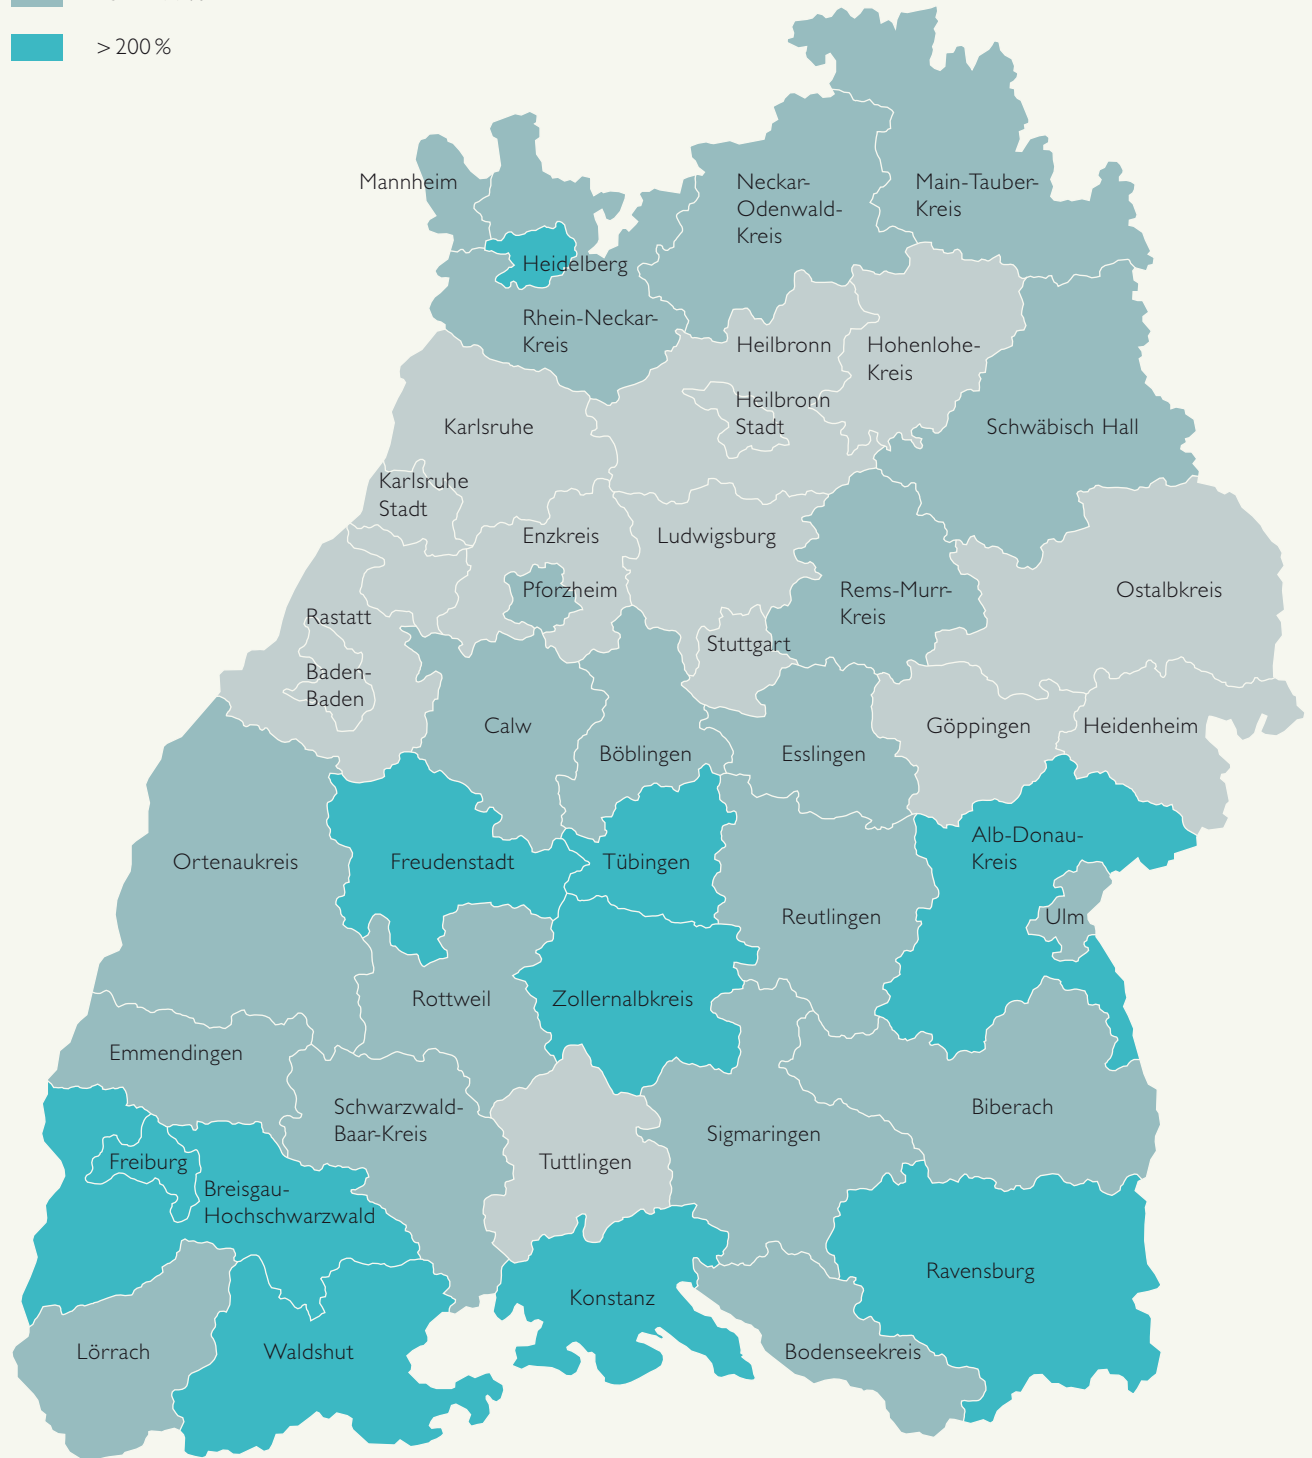 > 200 %
Mannheim
Neckar-
Odenwald-
Kreis
Main-Tauber-
Kreis
Heidelberg
Rhein-Neckar-
Kreis
Heilbronn
Hohenlohe-
Kreis
Heilbronn
Stadt
Karlsruhe
Schwäbisch Hall
Karlsruhe
Stadt
Enzkreis
Ludwigsburg
Pforzheim
Rems-Murr-
Kreis
Ostalbkreis
Rastatt
Stuttgart
Baden-
Baden
Calw
Böblingen
Esslingen
Göppingen
Heidenheim
Alb-Donau-
Kreis
Ortenaukreis
Freudenstadt
Tübingen
Reutlingen
Ulm
Rottweil
Zollernalbkreis
Emmendingen
Schwarzwald-
Baar-Kreis
Biberach
Sigmaringen
Freiburg
Tuttlingen
Breisgau-
Hochschwarzwald
Ravensburg
Konstanz
Lörrach
Waldshut
Bodenseekreis